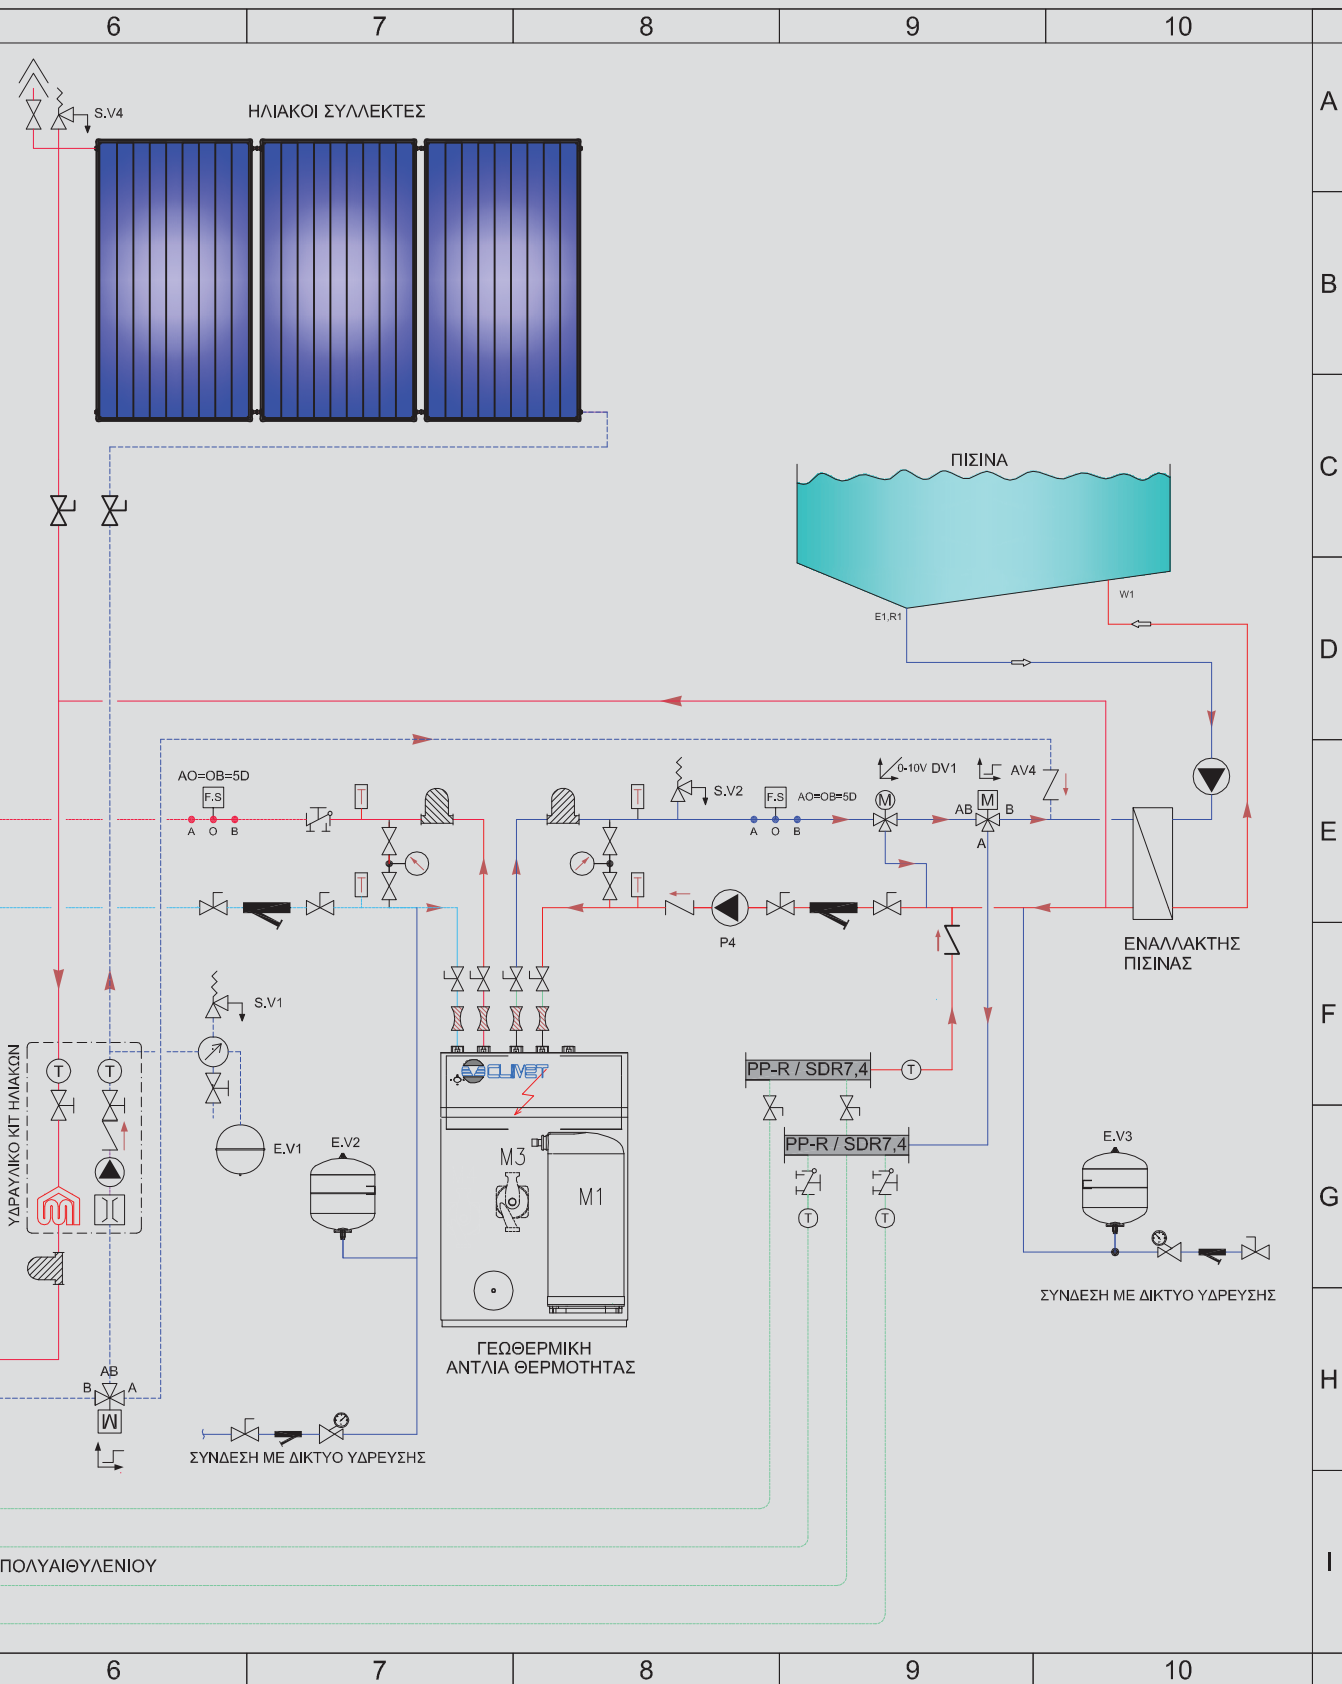 6 7 8 9 10
A
S.V4
ΗΛΙΑΚΟΙ ΣΥΛΛΕΚΤΕΣ
B
C
ΠΙΣΙΝΑ
W1
E1,R1
D
AO=OB=5D
F.S
A O B
S.V2
F.S
AO=OB=5D
A O B
0-10V DV1
M
AV4
AB M B
A
E
P4
ΕΝΑΛΛΑΚΤΗΣ
ΠΙΣΙΝΑΣ
S.V1
F
ΥΔΡΑΥΛΙΚΟ ΚΙΤ ΗΛΙΑΚΩΝ
T T
CLIVET
PP-R / SDR7,4
T
PP-R / SDR7,4
E.V1
E.V2
M3
M1
E.V3
G
T T
ΣΥΝΔΕΣΗ ΜΕ ΔΙΚΤΥΟ ΥΔΡΕΥΣΗΣ
ΓΕΩΘΕΡΜΙΚΗ
ΑΝΤΛΙΑ ΘΕΡΜΟΤΗΤΑΣ
AB
B A
M
H
ΣΥΝΔΕΣΗ ΜΕ ΔΙΚΤΥΟ ΥΔΡΕΥΣΗΣ
ΠΟΛΥΑΙΘΥΛΕΝΙΟΥ
I
6 7 8 9 10